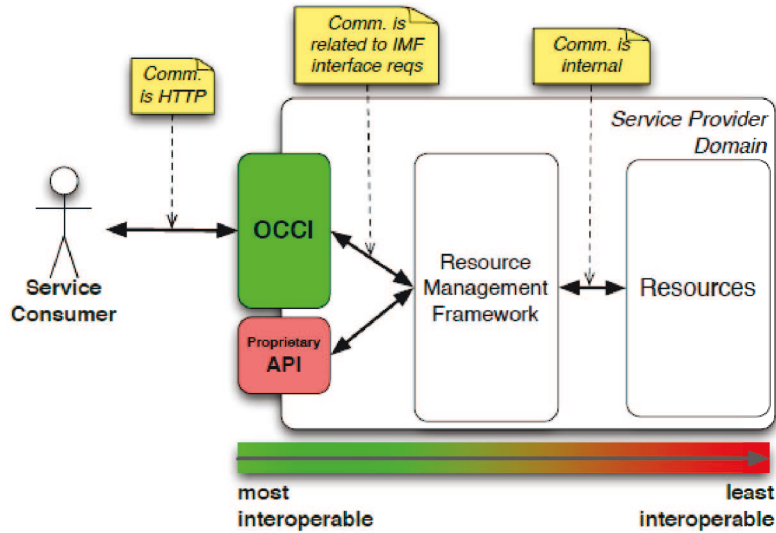 Comm.
is HTTP
Comm. is
related to IMF
interface reqs
Comm. is
internal
Service Provider
Domain
OCCI
Service
Consumer
Proprietary
API
Resource
Management
Framework
Resources
most
interoperable
least
interoperable